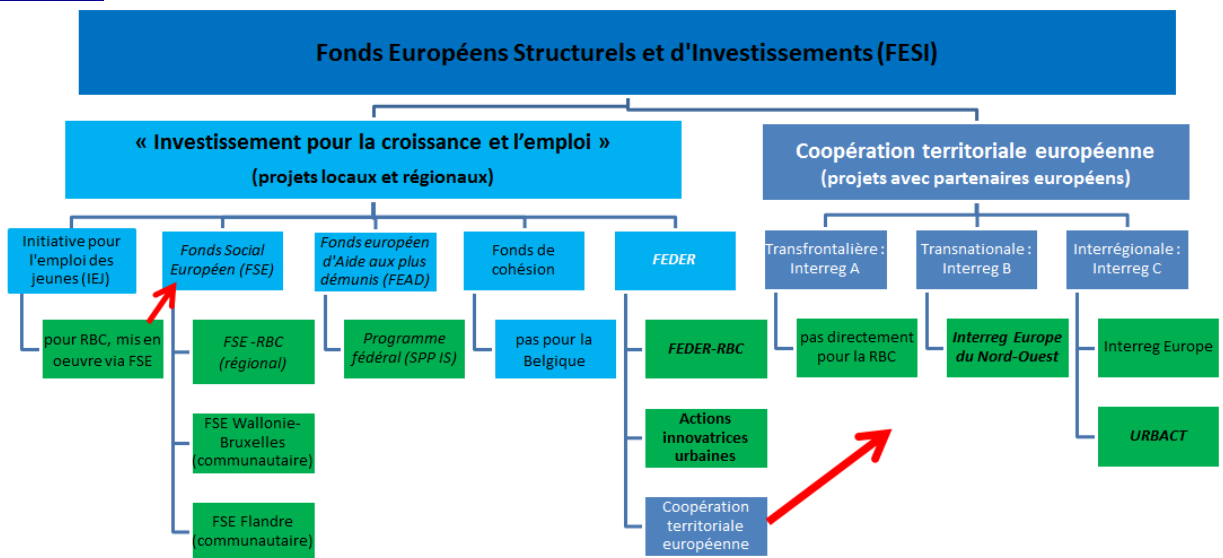 Fonds Européens Structurels et d'Investissements (FESI)
« Investissement pour la croissance et l’emploi »
(projets locaux et régionaux)
Coopération territoriale européenne
(projets avec partenaires européens)
Initiative pour
l'emploi des
jeunes (IEJ)
Fonds Social
Européen (FSE)
Fonds européen
d'Aide aux plus
démunis (FEAD)
Fonds de
cohésion
FEDER
Transfrontalière :
Interreg A
Transnationale :
Interreg B
Interrégionale :
Interreg C
pour RBC, mis en
oeuvre via FSE
FSE -RBC
(régional)
Programme
fédéral (SPP IS)
pas pour la
Belgique
FEDER-RBC
pas directement
pour la RBC
Interreg Europe
du Nord-Ouest
Interreg Europe
FSE Wallonie-
Bruxelles
(communautaire)
Actions
innovatrices
urbaines
URBACT
FSE Flandre
(communautaire)
Coopération
territoriale
européenne